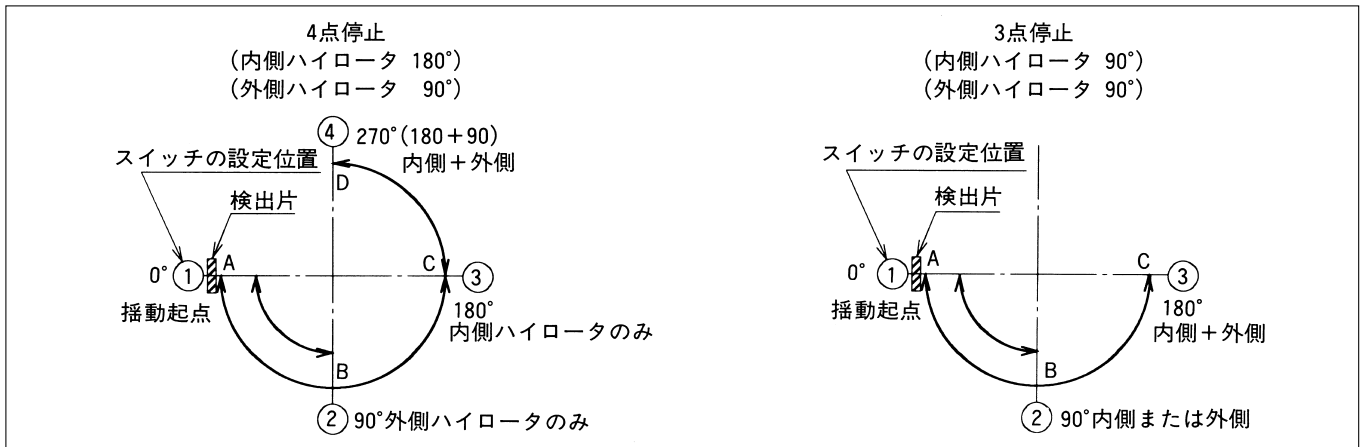 4点停止
(内側ハイロータ 180°)
(外側ハイロータ 90°)
④ 270°(180+90)
内側+外側
スイッチの設定位置
D
検出片
0° ① A
C ③
揺動起点
180°
内側ハイロータのみ
B
② 90°外側ハイロータのみ
3点停止
(内側ハイロータ 90°)
(外側ハイロータ 90°)
スイッチの設定位置
検出片
0° ① A
C ③
揺動起点
180°
内側+外側
B
② 90°内側または外側